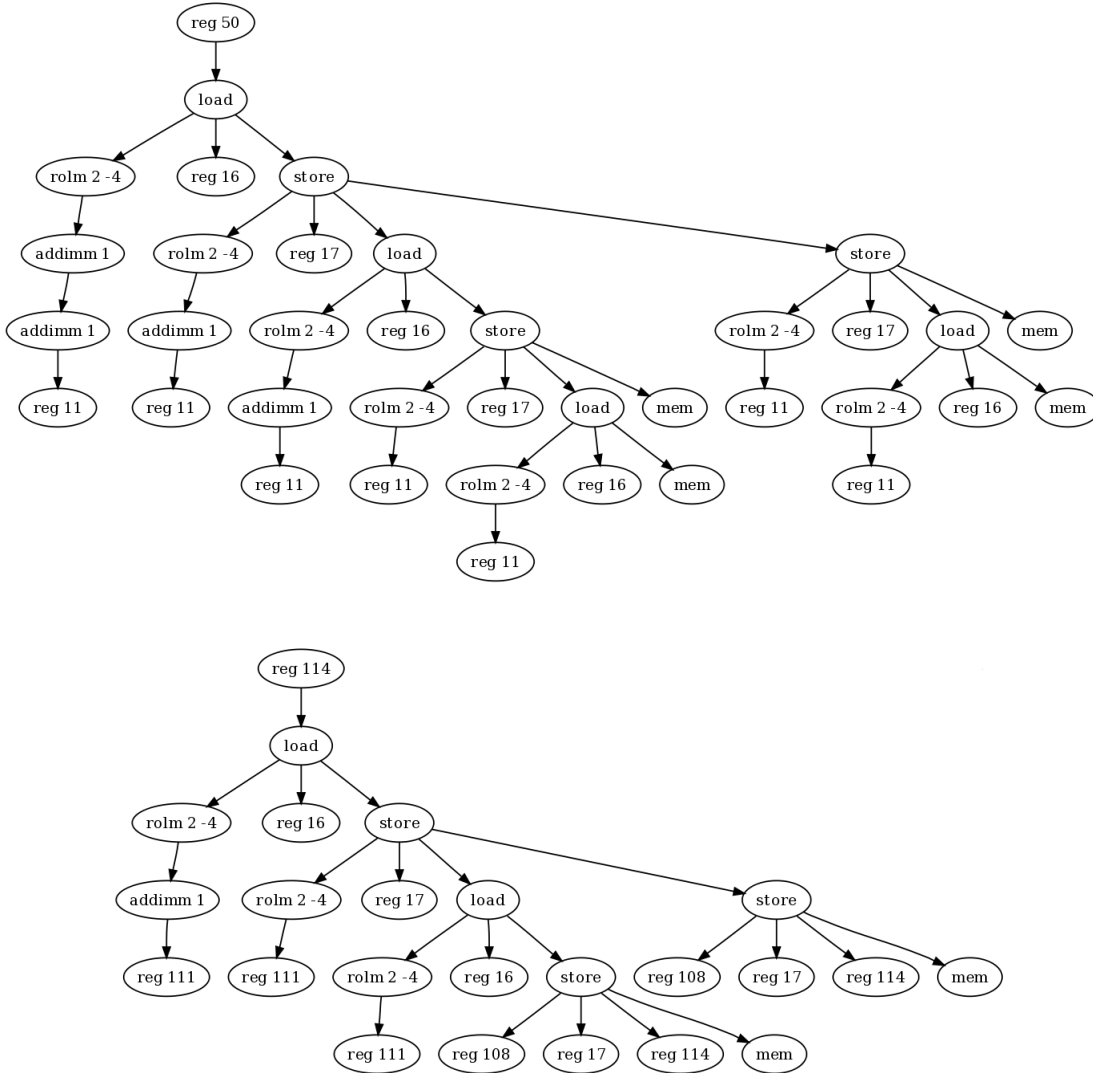 reg 50
load
rolm 2 -4
reg 16
store
addimm 1
rolm 2 -4
reg 17
load
store
addimm 1
addimm 1
rolm 2 -4
reg 16
store
rolm 2 -4
reg 17
load
mem
reg 11
reg 11
addimm 1
rolm 2 -4
reg 17
load
mem
reg 11
rolm 2 -4
reg 16
mem
reg 11
reg 11
rolm 2 -4
reg 16
mem
reg 11
reg 11
reg 114
load
rolm 2 -4
reg 16
store
addimm 1
rolm 2 -4
reg 17
load
store
reg 111
reg 111
rolm 2 -4
reg 16
store
reg 108
reg 17
reg 114
mem
reg 111
reg 108
reg 17
reg 114
mem